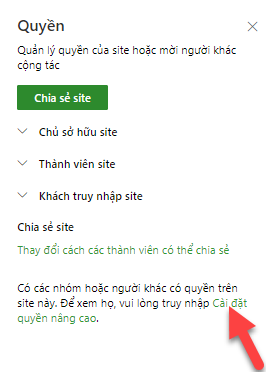 Quyền
Quản lý quyền của site hoặc mời người khác
cộng tác
Chia sẻ site
Chủ sở hữu site
Thành viên site
Khách truy nhập site
Chia sẻ site
Thay đổi cách các thành viên có thể chia sẻ
Có các nhóm hoặc người khác có quyền trên
site này. Để xem họ, vui lòng truy nhập Cài đặt
quyền nâng cao.